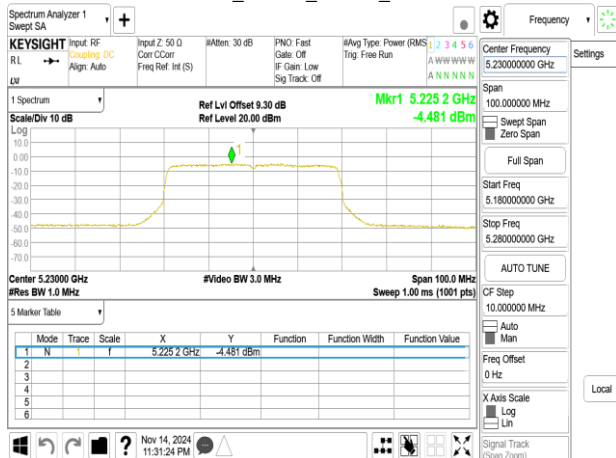 Spectrum Analyzer 1
Swept SA
+
Frequency
KEYSIGHT
RL
Input: RF
Coupling: DC
Align: Auto
Input Z: 50 Ω
Corr CCorr
Freq Ref: Int (S)
#Atten: 30 dB
PNO: Fast
Gate: Off
IF Gain: Low
Sig Track: Off
#Avg Type: Power (RMS
Trig: Free Run
1 2 3 4 5 6
A W W W W W
A N N N N N
Center Frequency
5.230000000 GHz
Settings
Span
100.000000 MHz
Swept Span
Zero Span
Full Span
Start Freq
5.180000000 GHz
Stop Freq
5.280000000 GHz
AUTO TUNE
CF Step
10.000000 MHz
Auto
Man
Freq Offset
0 Hz
X Axis Scale
Log
Lin
Signal Track
(Span Zoom)
Local
1 Spectrum
Scale/Div 10 dB
Ref Lvl Offset 9.30 dB
Ref Level 20.00 dBm
Mkr1 5.225 2 GHz
-4.481 dBm
Log
10.0
0.00
-10.0
-20.0
-30.0
-40.0
-50.0
-60.0
-70.0
1
Center 5.23000 GHz
#Res BW 1.0 MHz
#Video BW 3.0 MHz
Span 100.0 MHz
Sweep 1.00 ms (1001 pts)
5 Marker Table
Mode Trace Scale X Y Function Function Width Function Value
1 N 1 f 5.225 2 GHz -4.481 dBm
2
3
4
5
6
?
Nov 14, 2024
11:31:24 PM